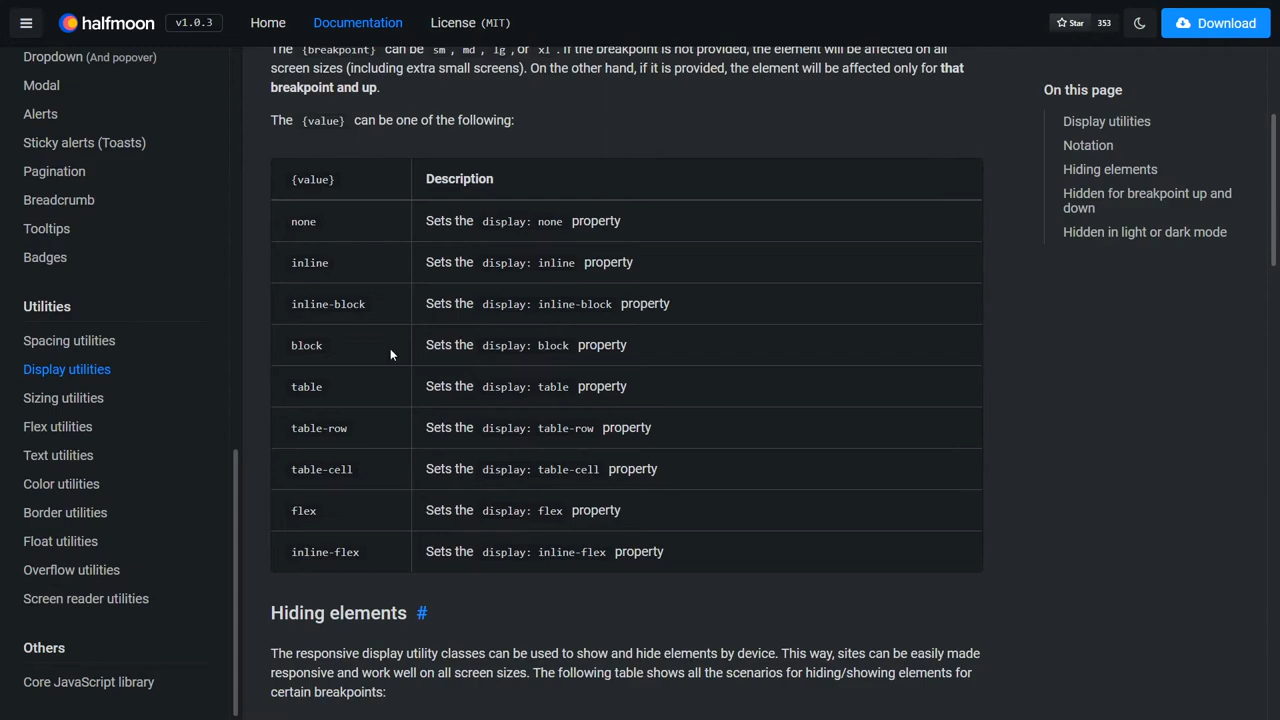 halfmoon
v1.0.3
Home
Documentation
License (MIT)
Star
353
Download
Dropdown (And popover)
Modal
Alerts
Sticky alerts (Toasts)
Pagination
Breadcrumb
Tooltips
Badges
Utilities
Spacing utilities
Display utilities
Sizing utilities
Flex utilities
Text utilities
Color utilities
Border utilities
Float utilities
Overflow utilities
Screen reader utilities
Others
Core JavaScript library
The {breakpoint} can be sm, md, lg, or xl. If the breakpoint is not provided, the element will be affected on all
screen sizes (including extra small screens). On the other hand, if it is provided, the element will be affected only for that
breakpoint and up.
The {value} can be one of the following:
{value} Description
none Sets the display: none property
inline Sets the display: inline property
inline-block Sets the display: inline-block property
block Sets the display: block property
table Sets the display: table property
table-row Sets the display: table-row property
table-cell Sets the display: table-cell property
flex Sets the display: flex property
inline-flex Sets the display: inline-flex property
Hiding elements #
The responsive display utility classes can be used to show and hide elements by device. This way, sites can be easily made
responsive and work well on all screen sizes. The following table shows all the scenarios for hiding/showing elements for
certain breakpoints:
On this page
Display utilities
Notation
Hiding elements
Hidden for breakpoint up and
down
Hidden in light or dark mode